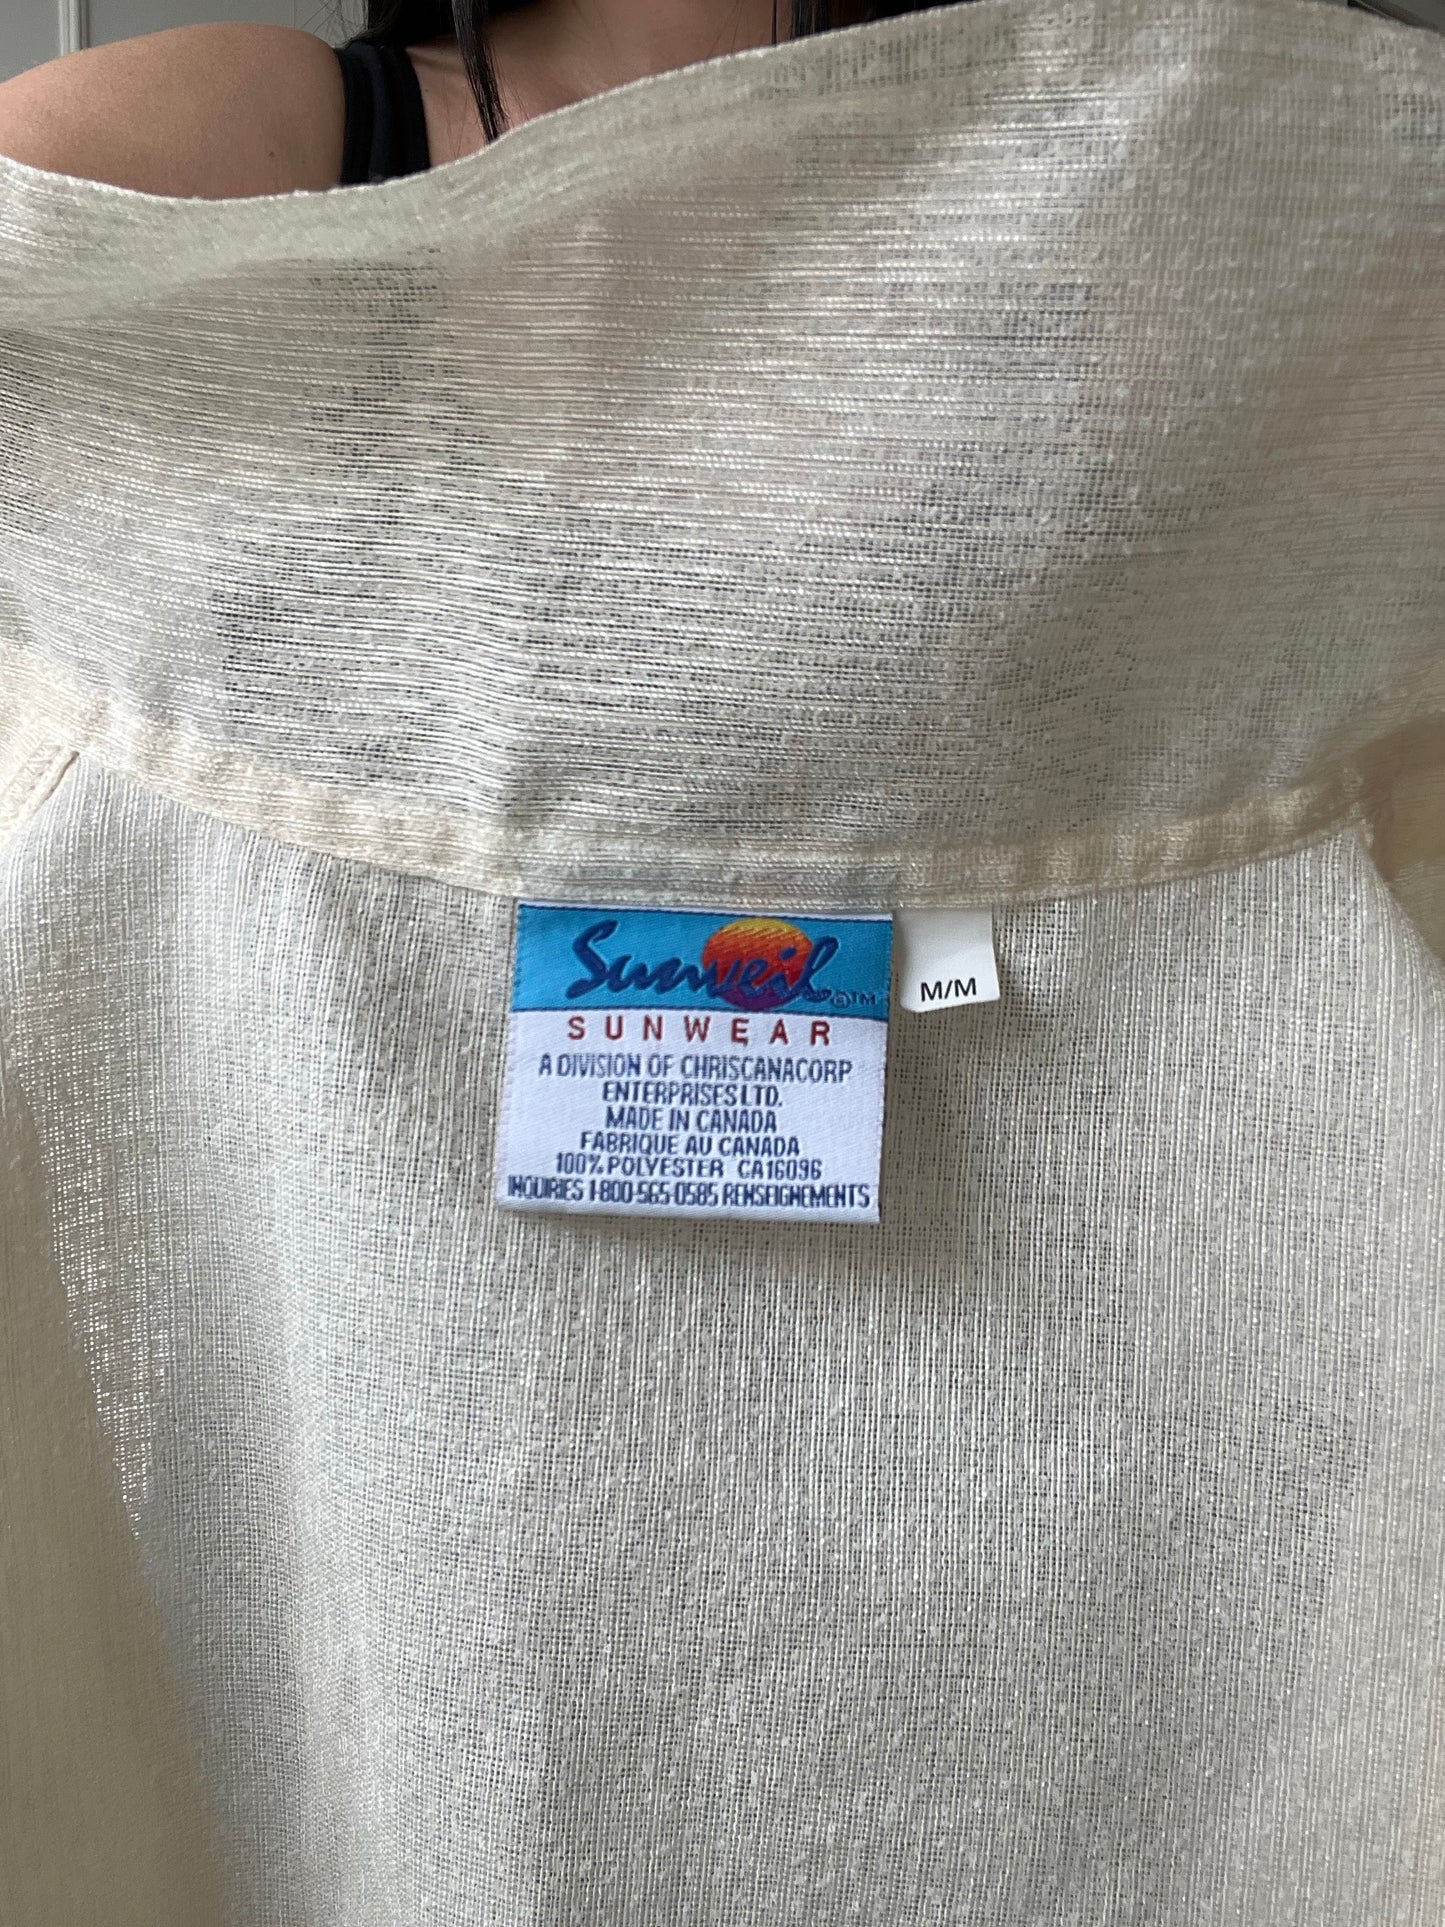 Sunveil ©™
SUNWEAR
M/M
A DIVISION OF CHRISCANACORP
ENTERPRISES LTD.
MADE IN CANADA
FABRIQUE AU CANADA
100% POLYESTER CA16096
INQUIRIES 1-800-565-0585 RENSEIGNEMENTS